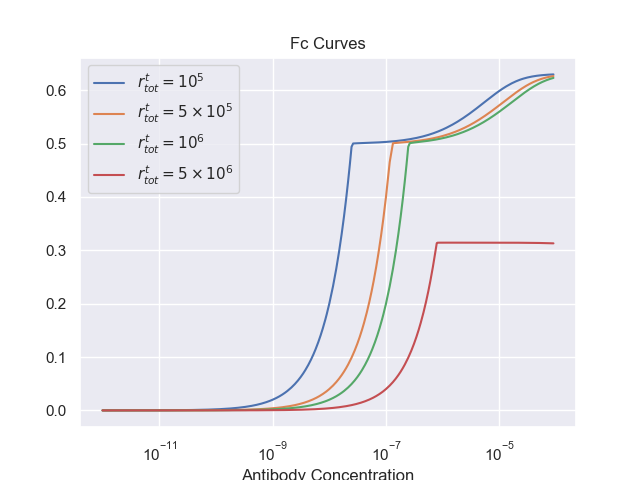 Fc Curves
r^t_tot = 10^5
r^t_tot = 5 × 10^5
r^t_tot = 10^6
r^t_tot = 5 × 10^6
0.6
0.5
0.4
0.3
0.2
0.1
0.0
10^−11 10^−9 10^−7 10^−5
Antibody Concentration